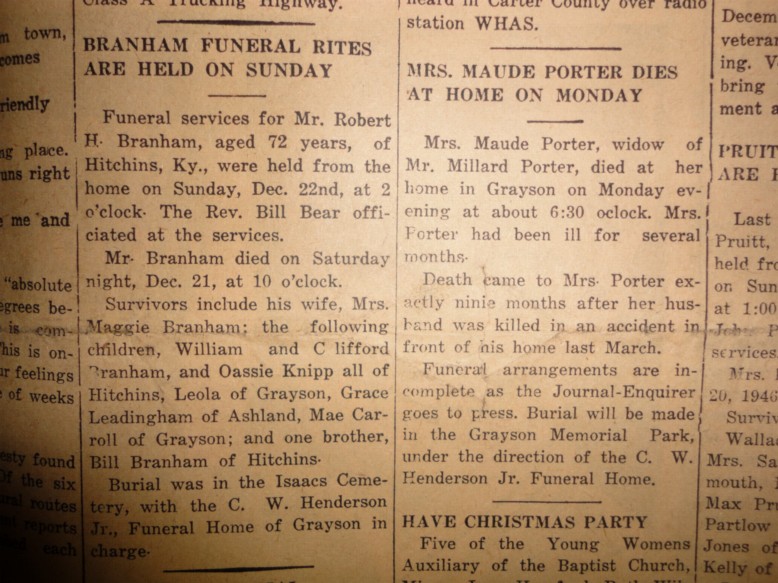 m town,
comes
riendly
ng place.
uns right
e me and
"absolute
egrees be-
is com-
his is on-
ur feelings
e of weeks
esty found
Of the six
ural routes
reports
each
Class A Trucking Highway.
BRANHAM FUNERAL RITES
ARE HELD ON SUNDAY
Funeral services for Mr. Robert
H. Branham, aged 72 years, of
Hitchins, Ky., were held from the
home on Sunday, Dec. 22nd, at 2
o'clock. The Rev. Bill Bear offi-
ciated at the services.
Mr. Branham died on Saturday
night, Dec. 21, at 10 o'clock.
Survivors include his wife, Mrs.
Maggie Branham; the following
children, William and C lifford
Branham, and Oassie Knipp all of
Hitchins, Leola of Grayson, Grace
Leadingham of Ashland, Mae Car-
roll of Grayson; and one brother,
Bill Branham of Hitchins.
Burial was in the Isaacs Ceme-
tery, with the C. W. Henderson
Jr., Funeral Home of Grayson in
charge.
heard in Carter County over radio
station WHAS.
MRS. MAUDE PORTER DIES
AT HOME ON MONDAY
Mrs. Maude Porter, widow of
Mr. Millard Porter, died at her
home in Grayson on Monday ev-
ening at about 6:30 oclock. Mrs.
Porter had been ill for several
months.
Death came to Mrs. Porter ex-
actly ninie months after her hus-
band was killed in an accident in
front of his home last March.
Funeral arrangements are in-
complete as the Journal-Enquirer
goes to press. Burial will be made
in the Grayson Memorial Park,
under the direction of the C. W.
Henderson Jr. Funeral Home.
HAVE CHRISTMAS PARTY
Five of the Young Womens
Auxiliary of the Baptist Church,
Decem
veteran
ing. V
bring
ment a
PRUIT
ARE
Last
Pruitt,
held fro
on Sun
at 1:00
services
Mrs.
20, 1946
Surviv
Wallac
Mrs. Sa
mouth,
Max Pru
Partlow
Jones of
Kelly of